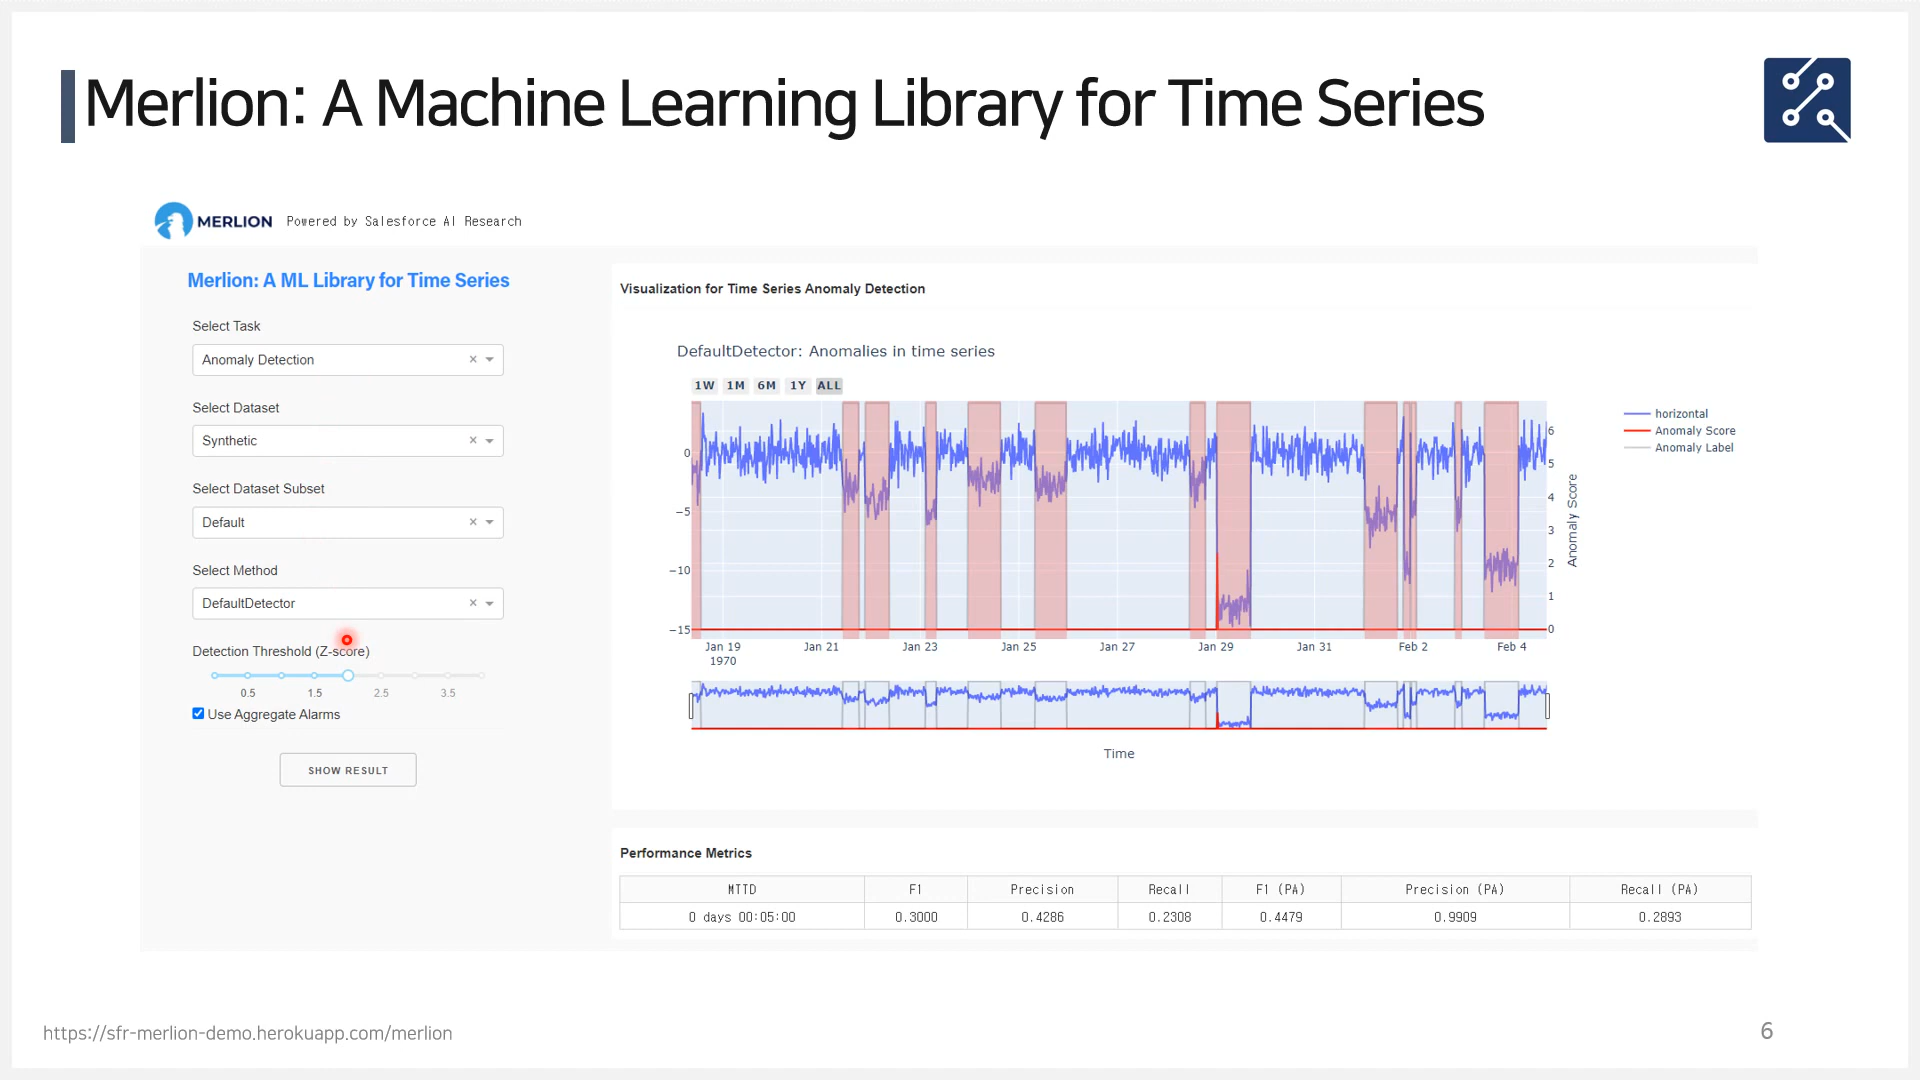 Merlion: A Machine Learning Library for Time Series
MERLION Powered by Salesforce AI Research
Merlion: A ML Library for Time Series
Select Task
Anomaly Detection
Select Dataset
Synthetic
Select Dataset Subset
Default
Select Method
DefaultDetector
Detection Threshold (Z-score)
0.5 1.5 2.5 3.5
Use Aggregate Alarms
SHOW RESULT
Visualization for Time Series Anomaly Detection
DefaultDetector: Anomalies in time series
1W 1M 6M 1Y ALL
horizontal
Anomaly Score
Anomaly Label
0
−5
−10
−15
6
5
4
3
2
1
0
Anomaly Score
Jan 19 Jan 21 Jan 23 Jan 25 Jan 27 Jan 29 Jan 31 Feb 2 Feb 4
1970
Time
Performance Metrics
MTTD F1 Precision Recall F1 (PA) Precision (PA) Recall (PA)
0 days 00:05:00 0.3000 0.4286 0.2308 0.4479 0.9909 0.2893
https://sfr-merlion-demo.herokuapp.com/merlion
6